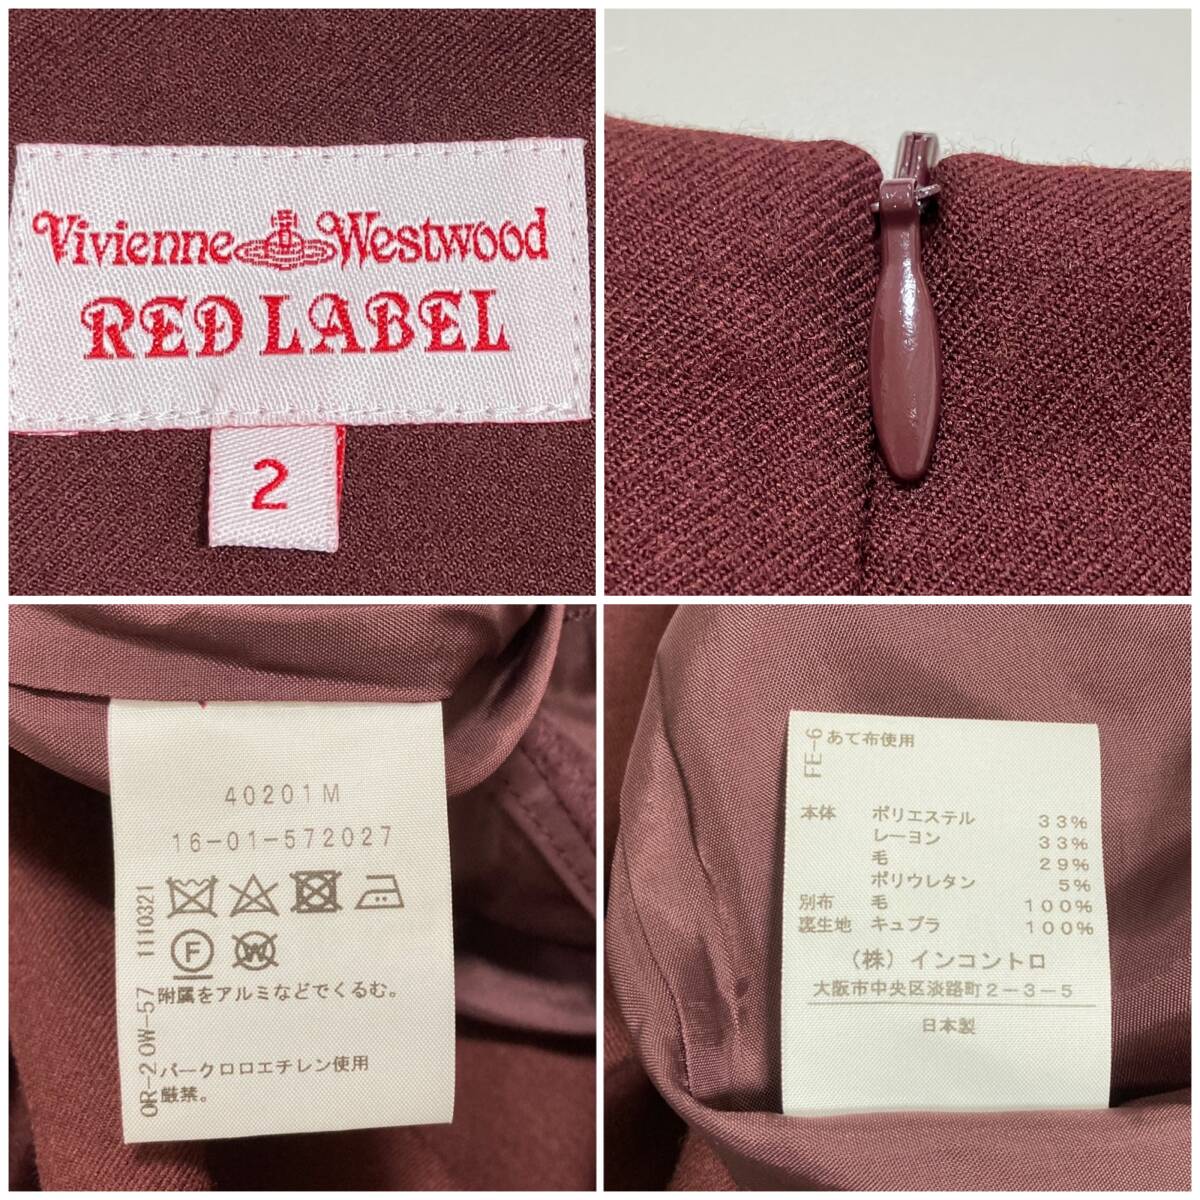 Vivienne Westwood
RED LABEL
2
40201M
16-01-572027
F
W
附属をアルミなどでくるむ。
パークロロエチレン使用
厳禁。
OR-2 OW-57 1110321
FE-6
あて布使用
本体 ポリエステル 33%
レーヨン 33%
毛 29%
ポリウレタン 5%
別布 毛 100%
裏生地 キュプラ 100%
(株)インコントロ
大阪市中央区淡路町2-3-5
日本製